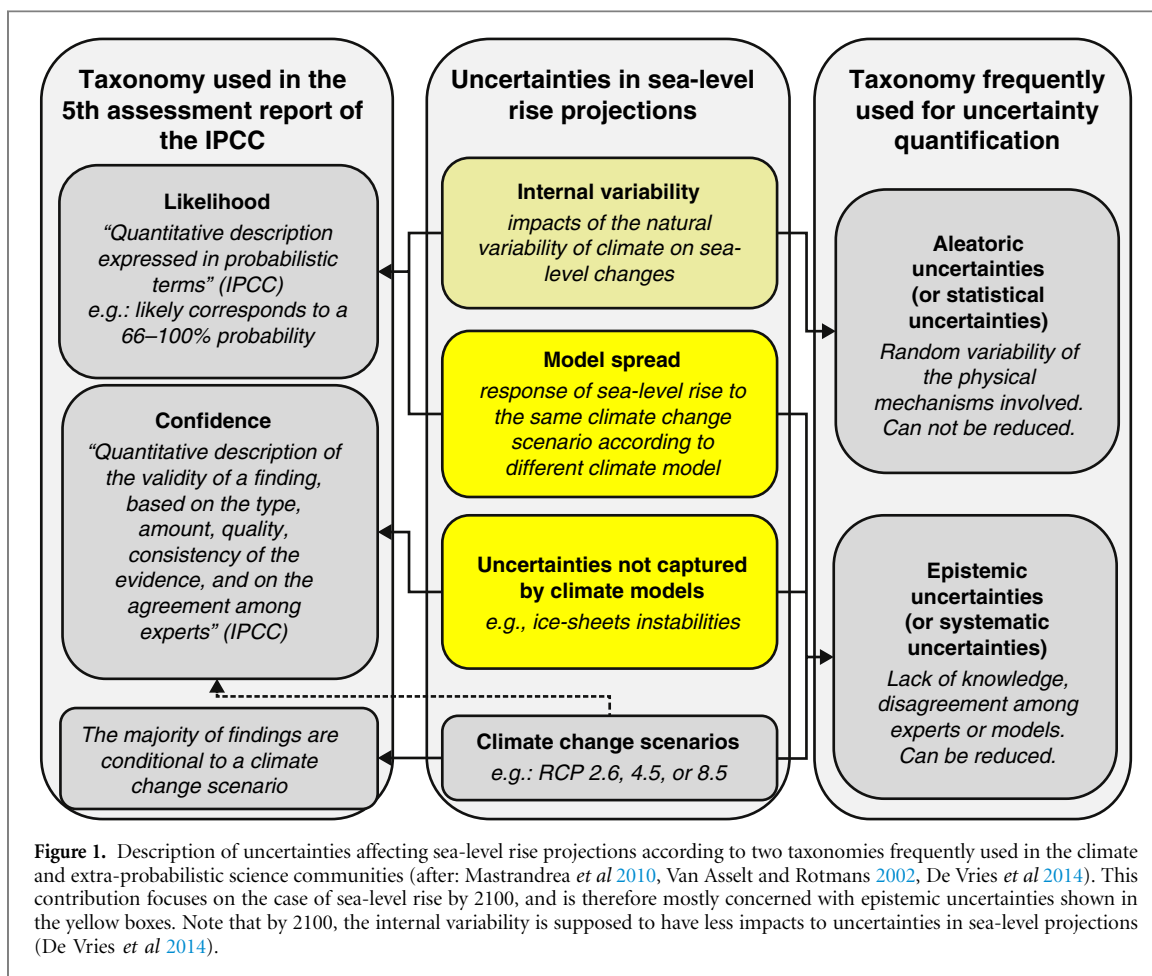 Taxonomy used in the
5th assessment report of
the IPCC
Likelihood
“Quantitative description
expressed in probabilistic
terms” (IPCC)
e.g.: likely corresponds to a
66–100% probability
Confidence
“Quantitative description of
the validity of a finding,
based on the type,
amount, quality,
consistency of the
evidence, and on the
agreement among
experts” (IPCC)
The majority of findings are
conditional to a climate
change scenario
Uncertainties in sea-level
rise projections
Internal variability
impacts of the natural
variability of climate on sea-
level changes
Model spread
response of sea-level rise to
the same climate change
scenario according to
different climate model
Uncertainties not captured
by climate models
e.g., ice-sheets instabilities
Climate change scenarios
e.g.: RCP 2.6, 4.5, or 8.5
Taxonomy frequently
used for uncertainty
quantification
Aleatoric
uncertainties
(or statistical
uncertainties)
Random variability of
the physical
mechanisms involved.
Can not be reduced.
Epistemic
uncertainties
(or systematic
uncertainties)
Lack of knowledge,
disagreement among
experts or models.
Can be reduced.
Figure 1. Description of uncertainties affecting sea-level rise projections according to two taxonomies frequently used in the climate
and extra-probabilistic science communities (after: Mastrandrea et al 2010, Van Asselt and Rotmans 2002, De Vries et al 2014). This
contribution focuses on the case of sea-level rise by 2100, and is therefore mostly concerned with epistemic uncertainties shown in
the yellow boxes. Note that by 2100, the internal variability is supposed to have less impacts to uncertainties in sea-level projections
(De Vries et al 2014).